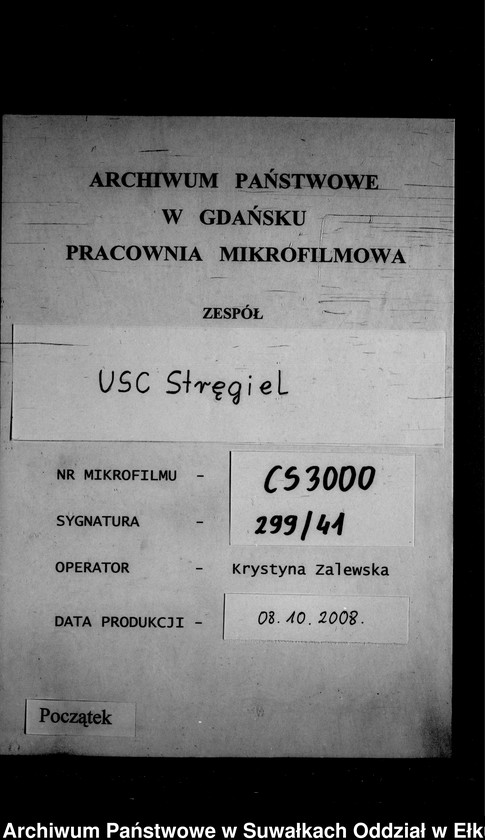 ARCHIWUM PAŃSTWOWE
W GDAŃSKU
PRACOWNIA MIKROFILMOWA
ZESPÓŁ
USC Stręgiel
NR MIKROFILMU - CS3000
SYGNATURA - 299/41
OPERATOR - Krystyna Zalewska
DATA PRODUKCJI - 08.10.2008.
Początek
Archiwum Państwowe w Suwałkach Oddział w Ełk